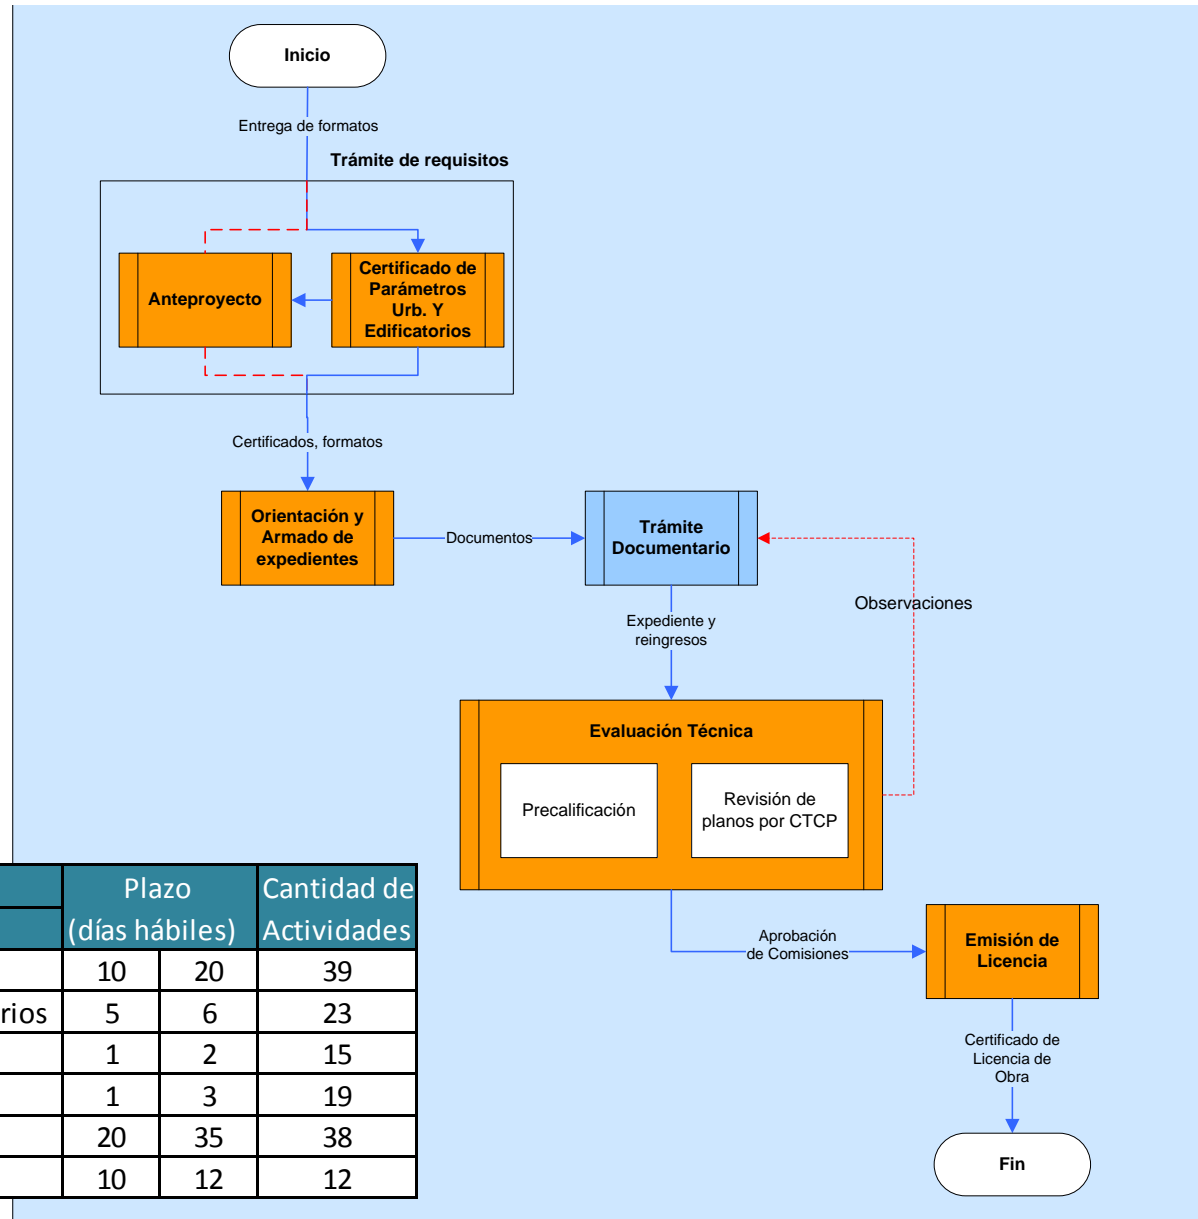 Inicio
Entrega de formatos
Trámite de requisitos
Anteproyecto
Certificado de
Parámetros
Urb. Y
Edificatorios
Certificados, formatos
Orientación y
Armado de
expedientes
Documentos
Trámite
Documentario
Observaciones
Expediente y
reingresos
Evaluación Técnica
Precalificación
Revisión de
planos por CTCP
Aprobación
de Comisiones
Emisión de
Licencia
Certificado de
Licencia de
Obra
Fin
Plazo Cantidad de
(días hábiles) Actividades
10 20 39
rios 5 6 23
1 2 15
1 3 19
20 35 38
10 12 12